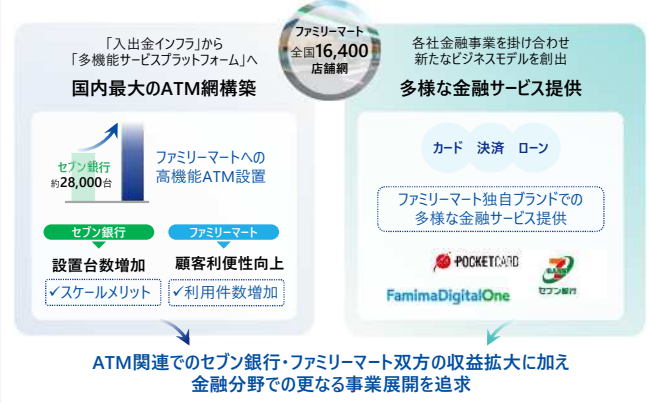 ファミリーマート
全国16,400
店舗網
「入出金インフラ」から
「多機能サービスプラットフォーム」へ
国内最大のATM網構築
セブン銀行
約28,000台
ファミリーマートへの
高機能ATM設置
セブン銀行
設置台数増加
✓スケールメリット
ファミリーマート
顧客利便性向上
✓利用件数増加
各社金融事業を掛け合わせ
新たなビジネスモデルを創出
多様な金融サービス提供
カード 決済 ローン
ファミリーマート独自ブランドでの
多様な金融サービス提供
POCKETCARD
FamimaDigitalOne
セブン銀行
ATM関連でのセブン銀行・ファミリーマート双方の収益拡大に加え
金融分野での更なる事業展開を追求